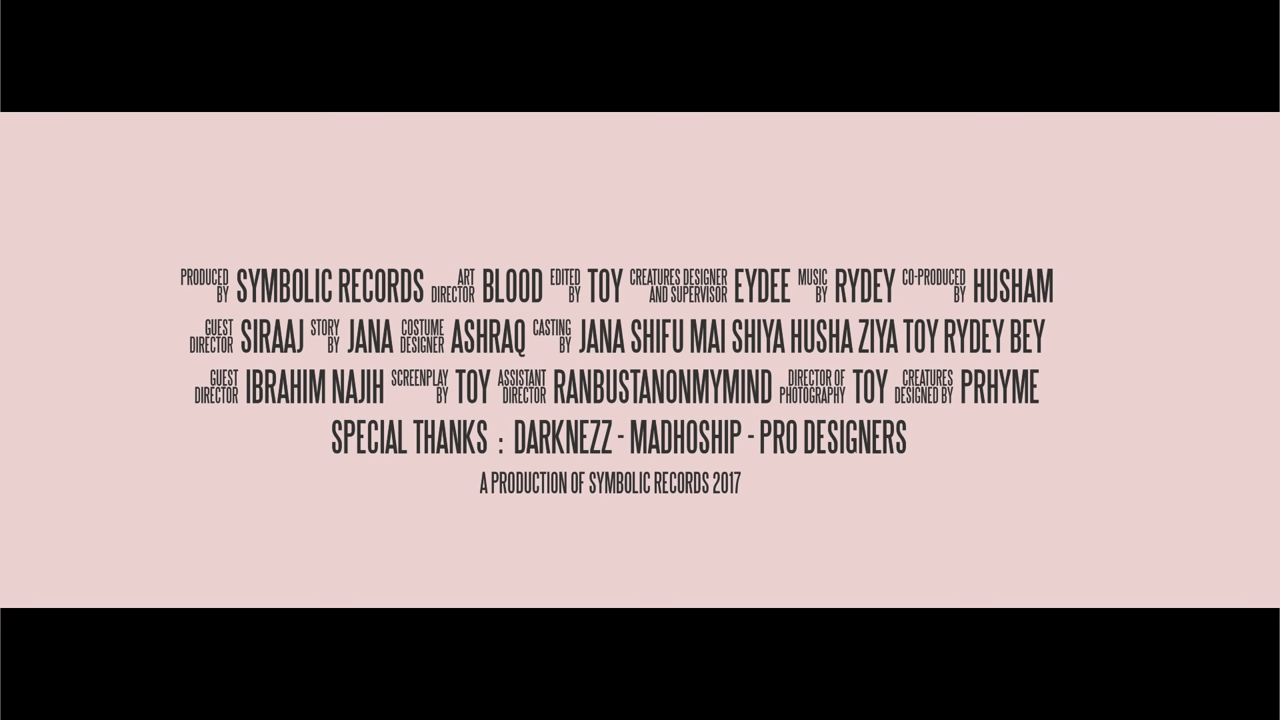 PRODUCED BY SYMBOLIC RECORDS ART DIRECTOR BLOOD EDITED BY TOY CREATURES DESIGNER AND SUPERVISOR EYDEE MUSIC BY RYDEY CO-PRODUCED BY HUSHAM
GUEST DIRECTOR SIRAAJ STORY BY JANA COSTUME DESIGNER ASHRAQ CASTING BY JANA SHIFU MAI SHIYA HUSHA ZIYA TOY RYDEY BEY
GUEST DIRECTOR IBRAHIM NAJIH SCREENPLAY BY TOY ASSISTANT DIRECTOR RANBUSTANONMYMIND DIRECTOR OF PHOTOGRAPHY TOY CREATURES DESIGNED BY PRHYME
SPECIAL THANKS : DARKNEZZ - MADHOSHIP - PRO DESIGNERS
A PRODUCTION OF SYMBOLIC RECORDS 2017